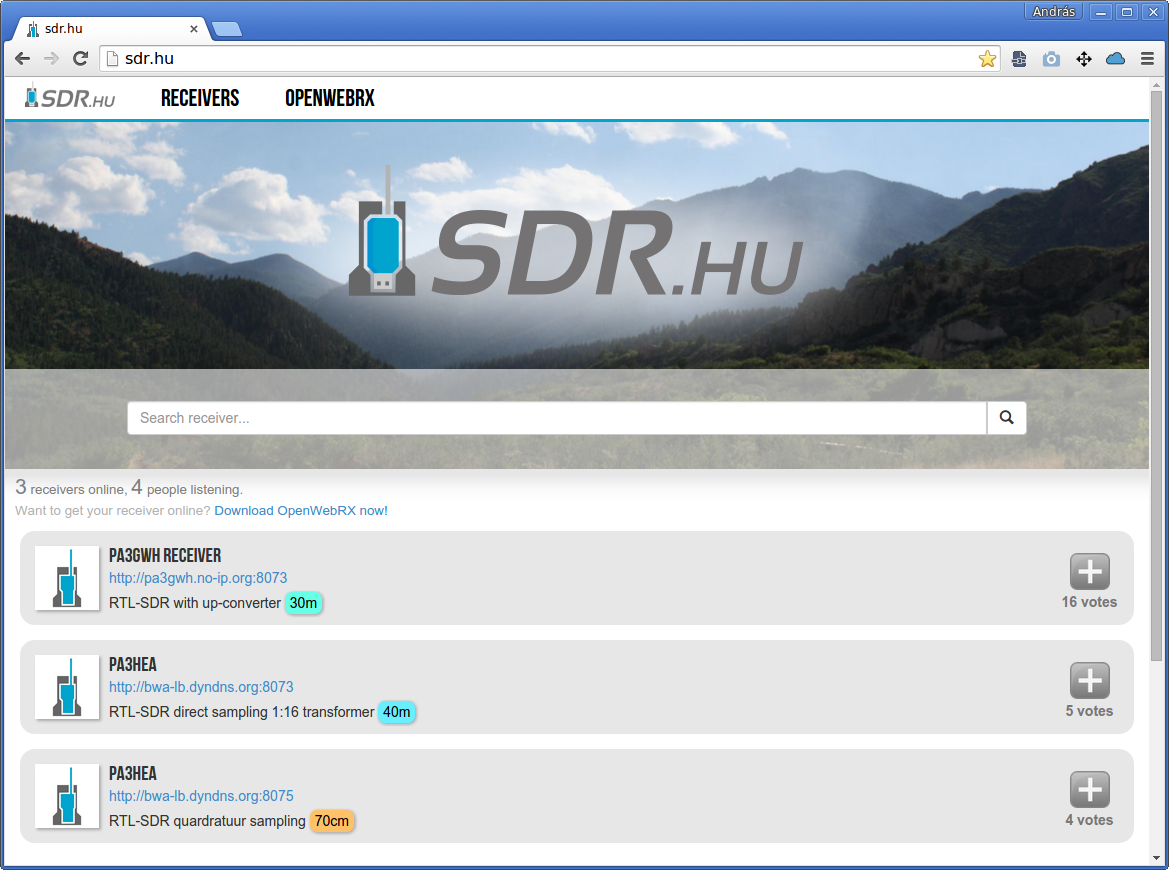 András
sdr.hu
sdr.hu
SDR.HU RECEIVERS OPENWEBRX
SDR.HU
Search receiver...
3 receivers online, 4 people listening.
Want to get your receiver online? Download OpenWebRX now!
PA3GWH RECEIVER
http://pa3gwh.no-ip.org:8073
RTL-SDR with up-converter 30m
16 votes
PA3HEA
http://bwa-lb.dyndns.org:8073
RTL-SDR direct sampling 1:16 transformer 40m
5 votes
PA3HEA
http://bwa-lb.dyndns.org:8075
RTL-SDR quardratuur sampling 70cm
4 votes